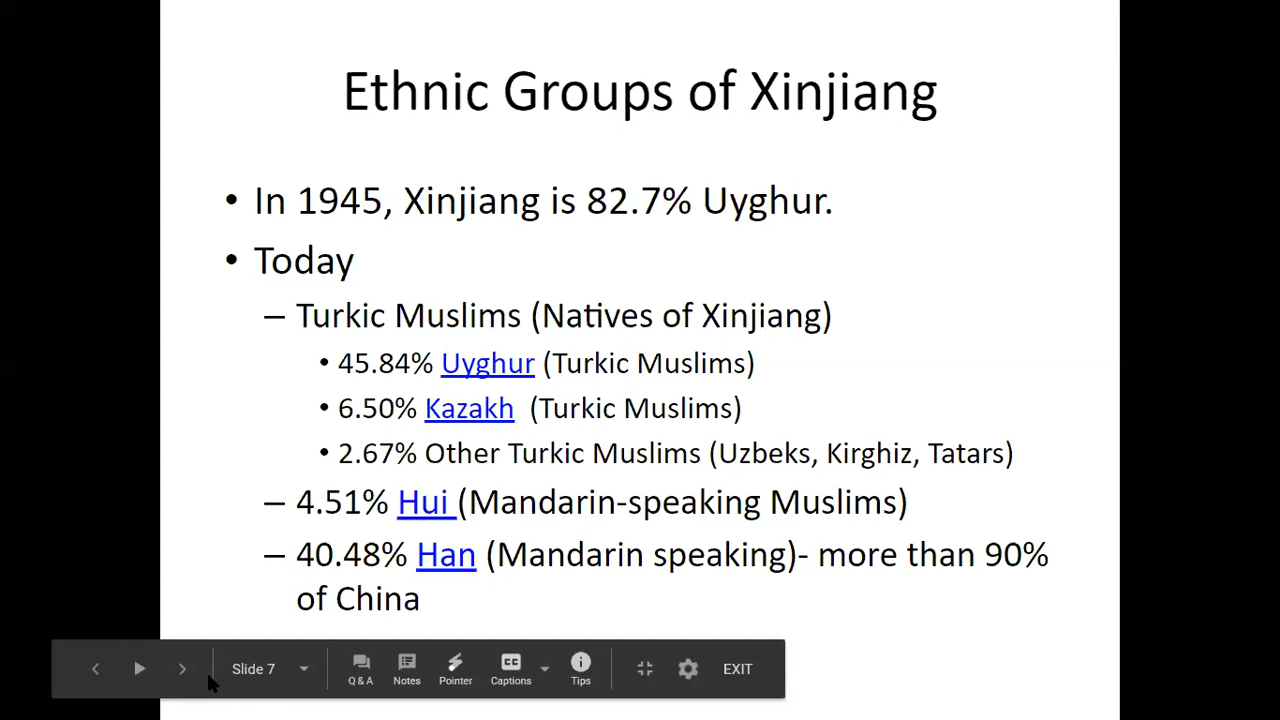 Ethnic Groups of Xinjiang
• In 1945, Xinjiang is 82.7% Uyghur.
• Today
– Turkic Muslims (Natives of Xinjiang)
• 45.84% Uyghur (Turkic Muslims)
• 6.50% Kazakh (Turkic Muslims)
• 2.67% Other Turkic Muslims (Uzbeks, Kirghiz, Tatars)
– 4.51% Hui (Mandarin-speaking Muslims)
– 40.48% Han (Mandarin speaking)- more than 90%
of China
Slide 7 Q & A Notes Pointer CC Captions Tips EXIT